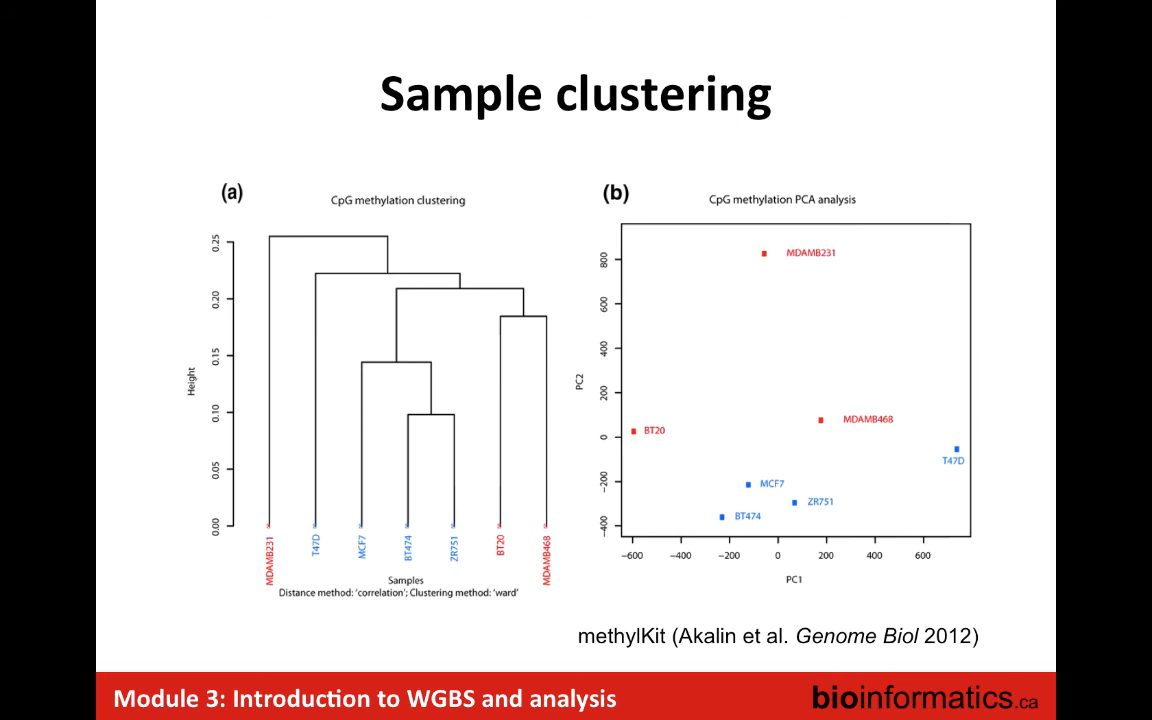 Sample clustering
(a)
CpG methylation clustering
Height
0.25
0.20
0.15
0.10
0.05
0.00
MDAMB231
T47D
MCF7
BT474
ZR751
BT20
MDAMB468
Samples
Distance method: 'correlation'; Clustering method: 'ward'
(b)
CpG methylation PCA analysis
PC2
800
600
400
200
0
−200
−400
MDAMB231
MDAMB468
BT20
T47D
MCF7
ZR751
BT474
−600
−400
−200
0
200
400
600
PC1
methylKit (Akalin et al. Genome Biol 2012)
Module 3: Introduction to WGBS and analysis
bioinformatics.ca